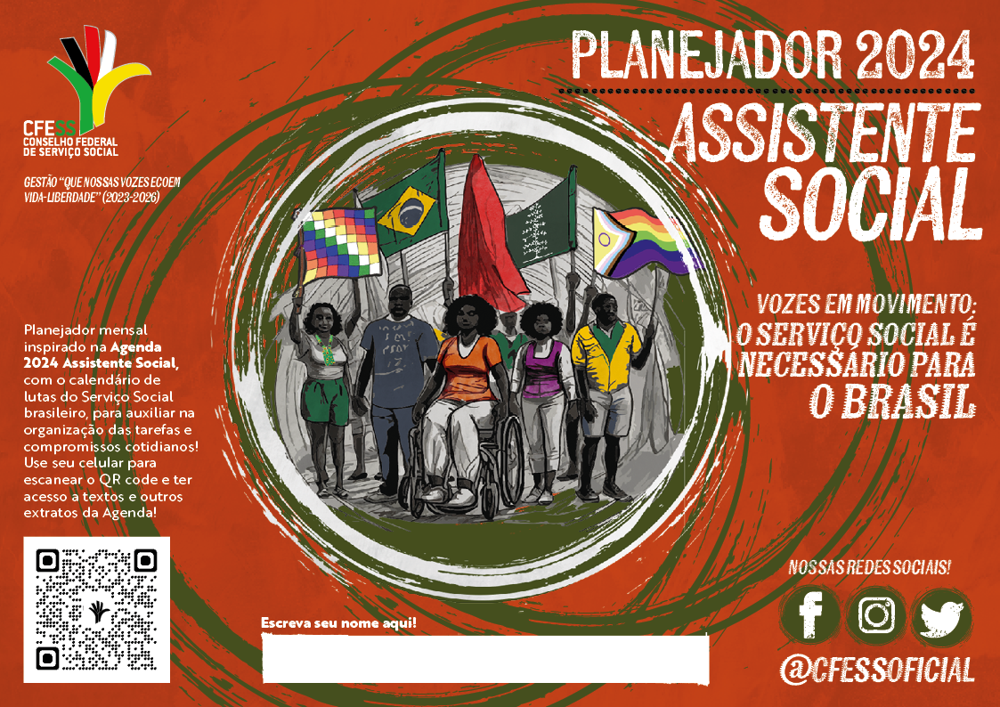 CFESS
CONSELHO FEDERAL
DE SERVIÇO SOCIAL
GESTÃO “QUE NOSSAS VOZES ECOEM
VIDA-LIBERDADE” (2023-2026)
PLANEJADOR 2024
ASSISTENTE
SOCIAL
VOZES EM MOVIMENTO:
O SERVIÇO SOCIAL É
NECESSÁRIO PARA
O BRASIL
Planejador mensal
inspirado na Agenda
2024 Assistente Social,
com o calendário de
lutas do Serviço Social
brasileiro, para auxiliar na
organização das tarefas e
compromissos cotidianos!
Use seu celular para
escanear o QR code e ter
acesso a textos e outros
extratos da Agenda!
Escreva seu nome aqui!
NOSSAS REDES SOCIAIS!
@CFESSOFICIAL